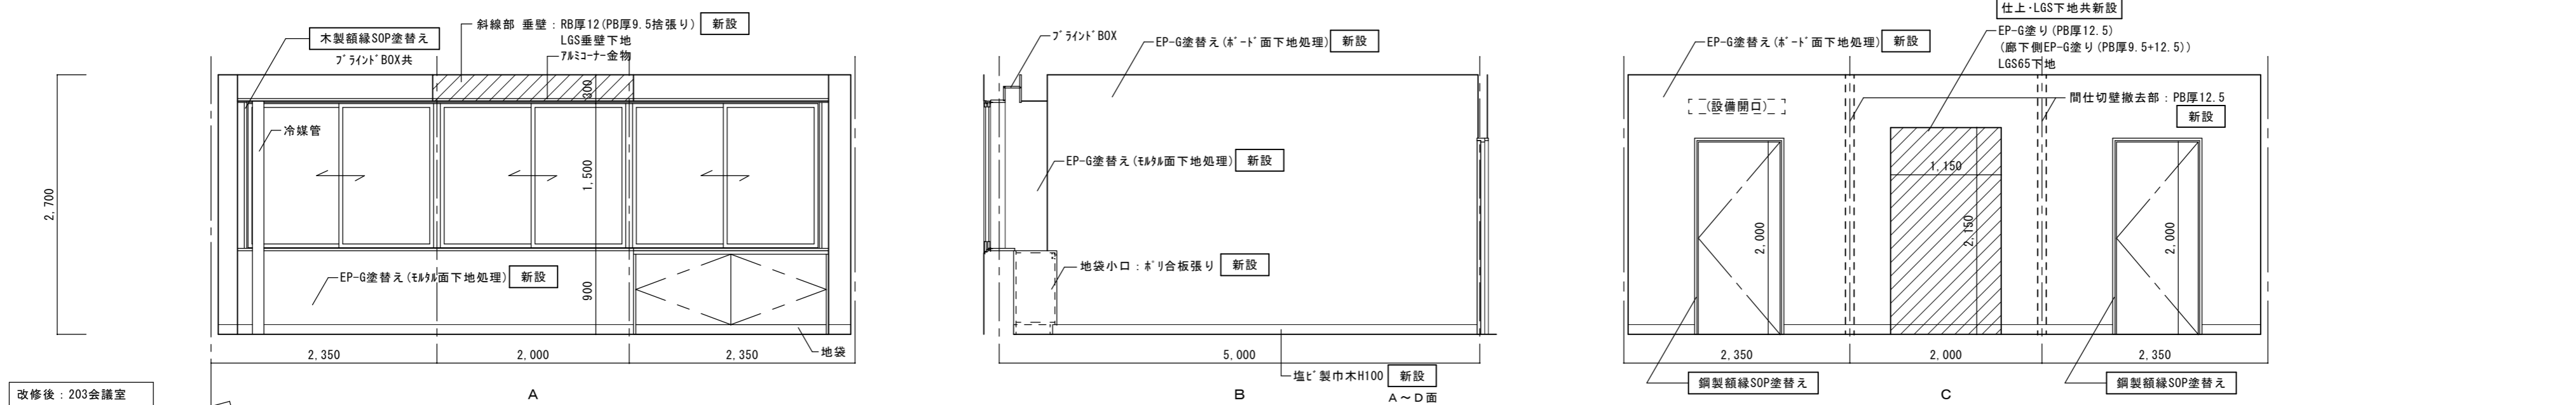 木製額縁SOP塗替え
ﾌﾞﾗｲﾝﾄﾞBOX共
斜線部 垂壁：RB厚12(PB厚9.5捨張り) 新設
LGS垂壁下地
ｱﾙﾐｺｰﾅｰ金物
冷媒管
300
1,500
900
2,700
EP-G塗替え(ﾓﾙﾀﾙ面下地処理) 新設
地袋
2,350
2,000
2,350
A
改修後：203会議室
ﾌﾞﾗｲﾝﾄﾞBOX
EP-G塗替え(ﾎﾞｰﾄﾞ面下地処理) 新設
EP-G塗替え(ﾓﾙﾀﾙ面下地処理) 新設
地袋小口：ﾎﾟﾘ合板張り 新設
5,000
塩ﾋﾞ製巾木H100 新設
B
A～D面
EP-G塗替え(ﾎﾞｰﾄﾞ面下地処理) 新設
仕上・LGS下地共新設
EP-G塗り(PB厚12.5)
(廊下側EP-G塗り(PB厚9.5+12.5))
LGS65下地
(設備開口)
間仕切壁撤去部：PB厚12.5
新設
1,150
2,150
2,000
2,000
2,350
2,000
2,350
鋼製額縁SOP塗替え
鋼製額縁SOP塗替え
C